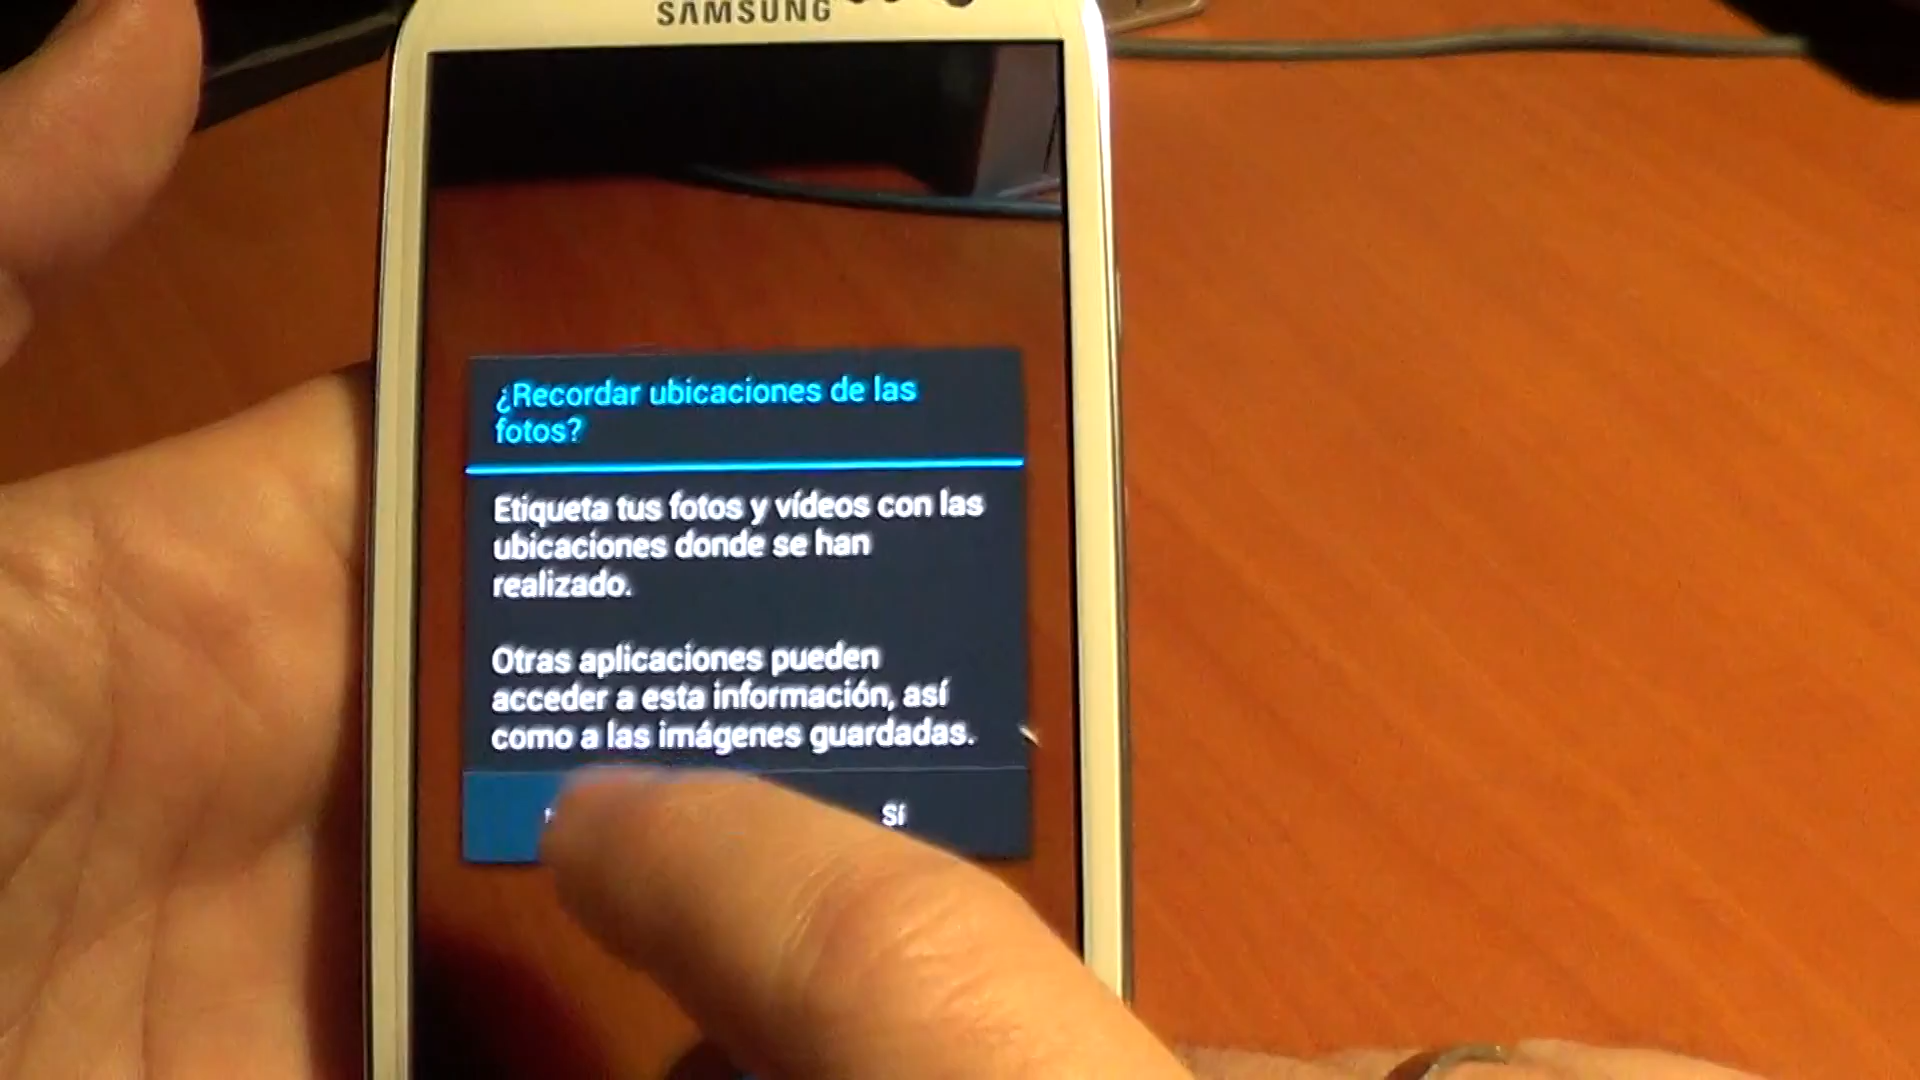 SAMSUNG
¿Recordar ubicaciones de las
fotos?
Etiqueta tus fotos y vídeos con las
ubicaciones donde se han
realizado.
Otras aplicaciones pueden
acceder a esta información, así
como a las imágenes guardadas.
Sí